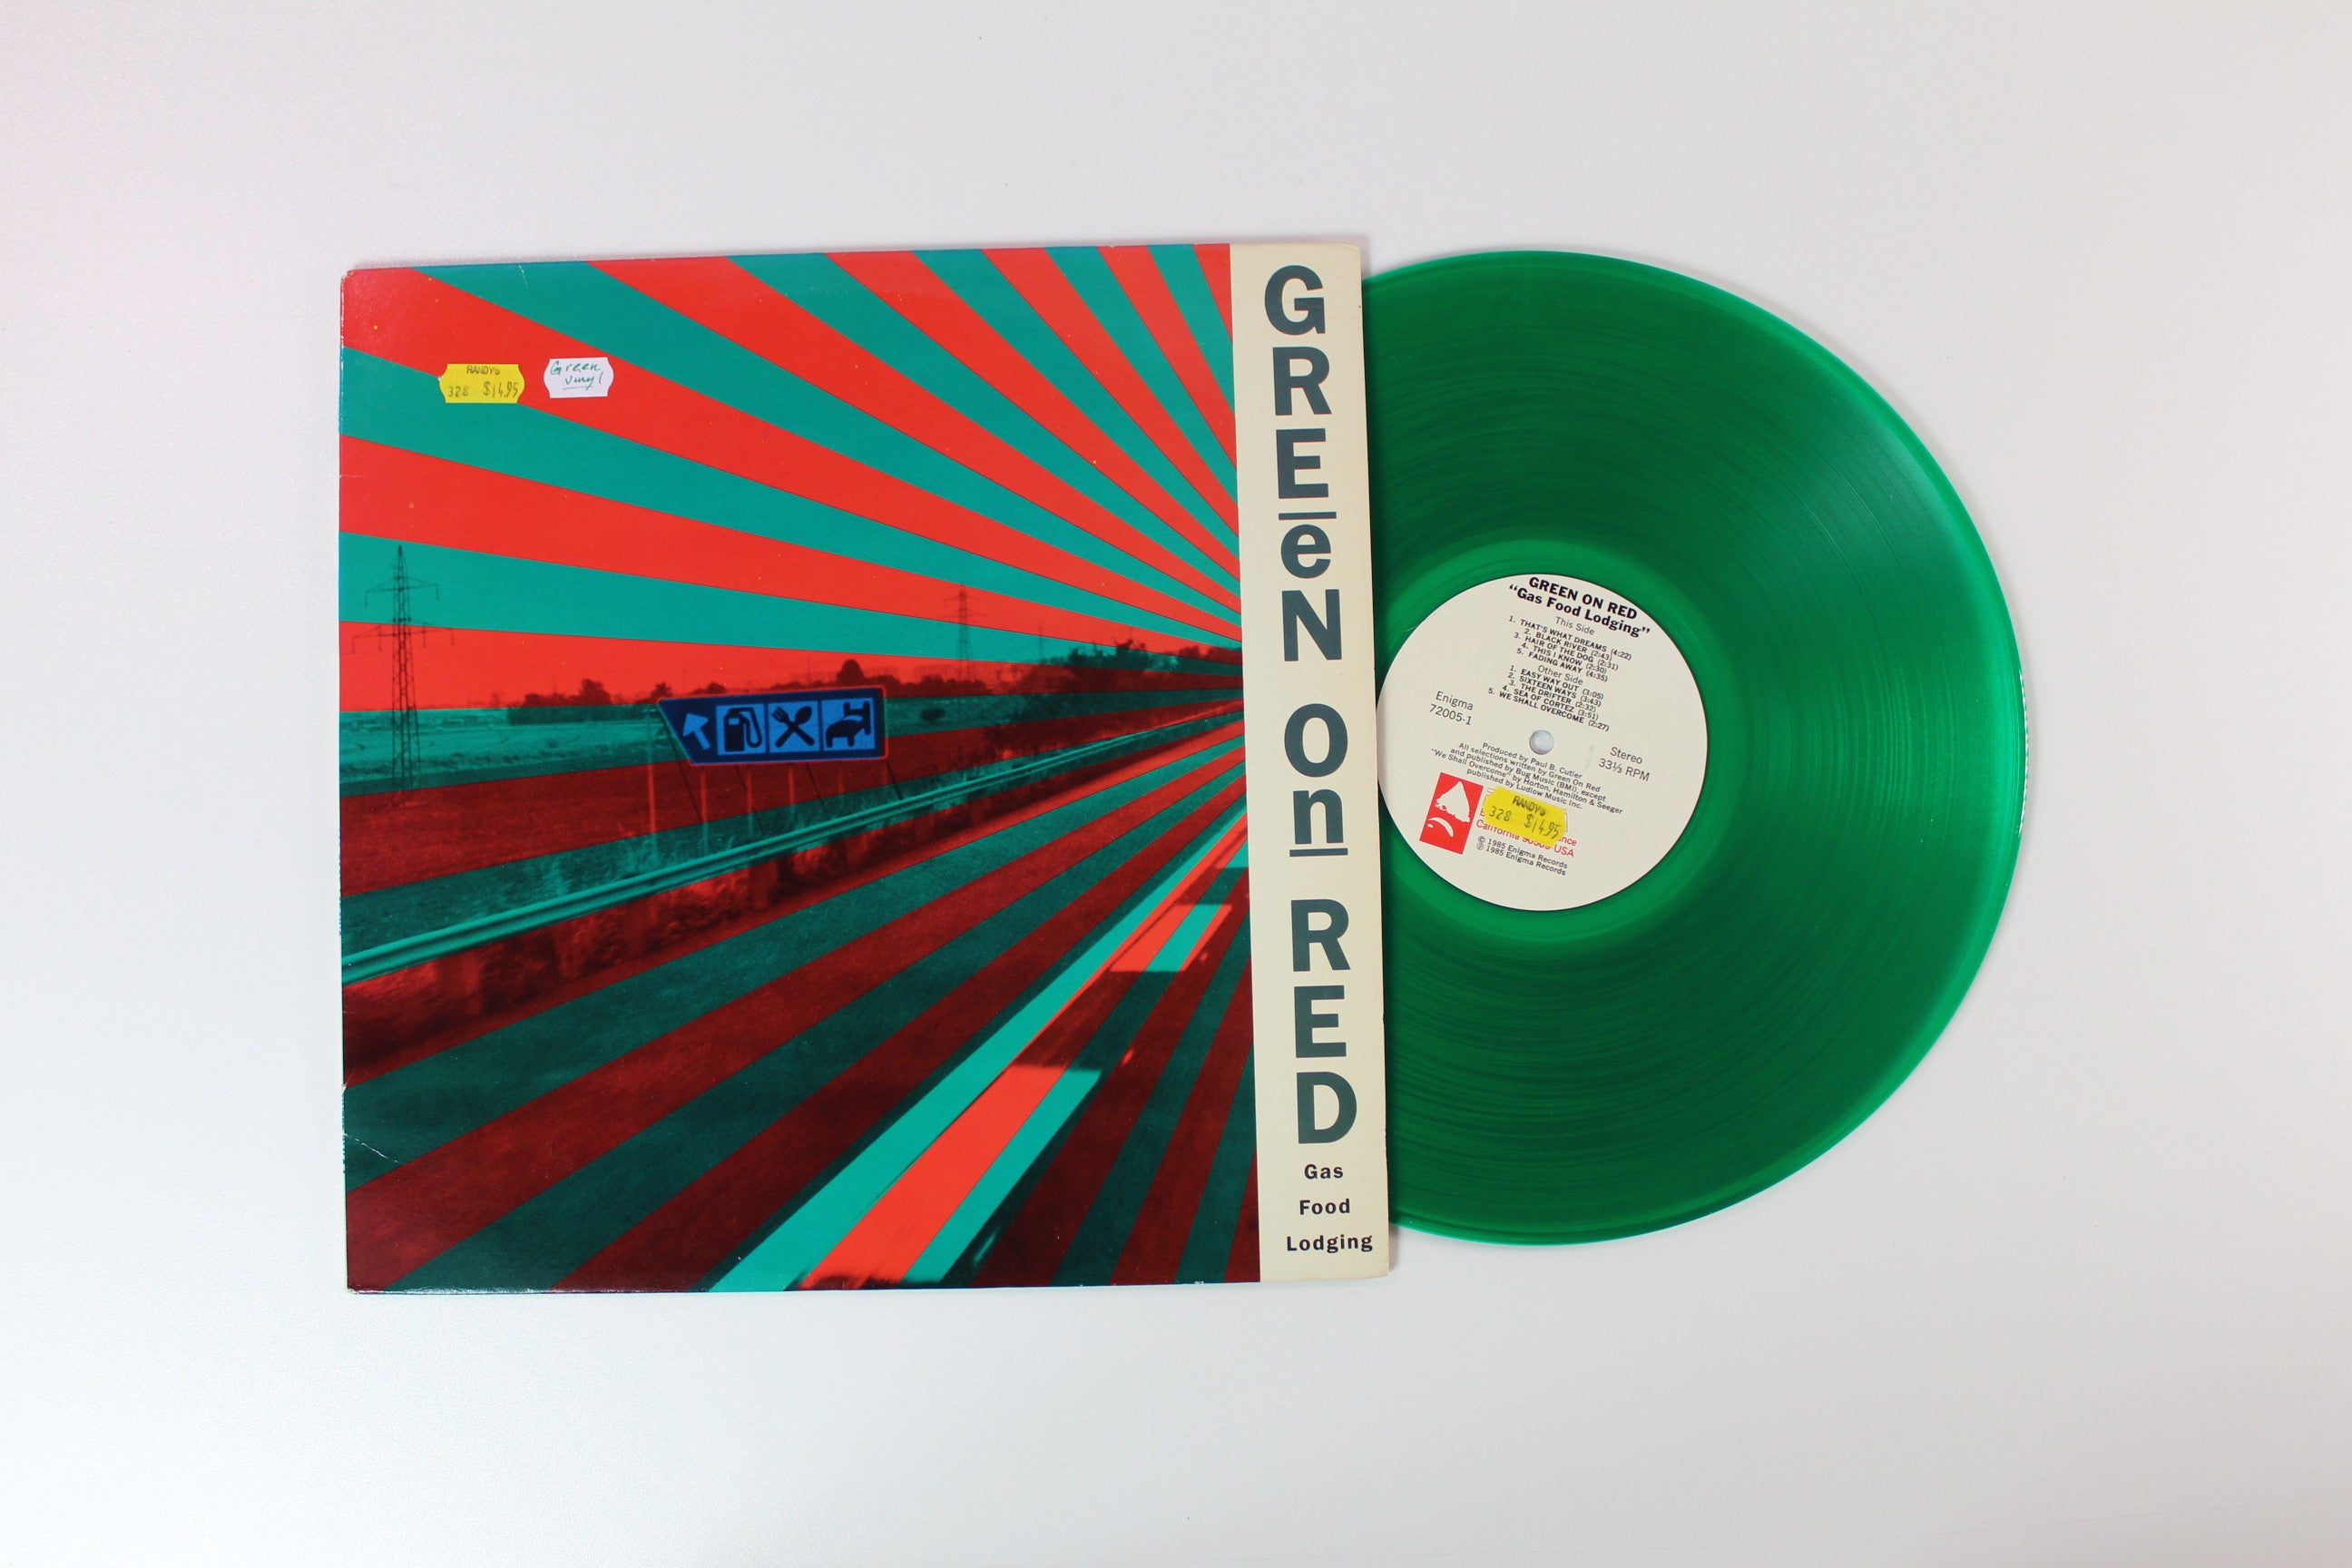 RANDY'S
328 $14.95
Green
vinyl
GREeN On RED
Gas
Food
Lodging
GREEN ON RED
“Gas Food Lodging”
This Side
1. THAT'S WHAT DREAMS (4:22)
2. BLACK RIVER (2:43)
3. HAIR OF THE DOG (2:31)
4. THIS I KNOW (2:30)
5. FADING AWAY (4:35)
Other Side
1. EASY WAY OUT (3:05)
2. SIXTEEN WAYS (3:43)
3. THE DRIFTER (2:32)
4. SEA OF CORTEZ (3:51)
5. WE SHALL OVERCOME (2:27)
Enigma
72005-1
Stereo
33⅓ RPM
Produced by Paul B. Cutler
All selections written by Green On Red
and published by Bug Music (BMI), except
“We Shall Overcome” by Horton, Hamilton & Seeger
published by Ludlow Music Inc.
RANDY'S
328 $14.95
California USA
© 1985 Enigma Records
℗ 1985 Enigma Records